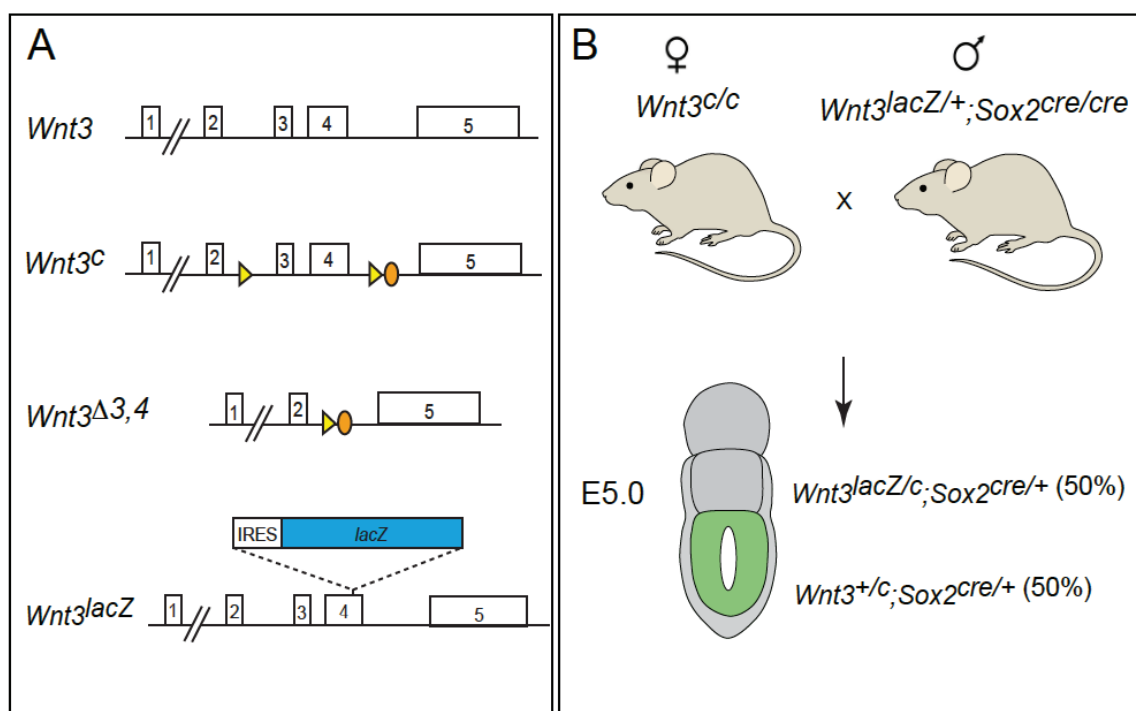 A
Wnt3
1 2 3 4 5
Wnt3c
1 2 3 4 5
Wnt3Δ3,4
1 2 5
IRES lacZ
Wnt3lacZ
1 2 3 4 5
B
♀ ♂
Wnt3c/c Wnt3lacZ/+;Sox2cre/cre
x
E5.0
Wnt3lacZ/c;Sox2cre/+ (50%)
Wnt3+/c;Sox2cre/+ (50%)